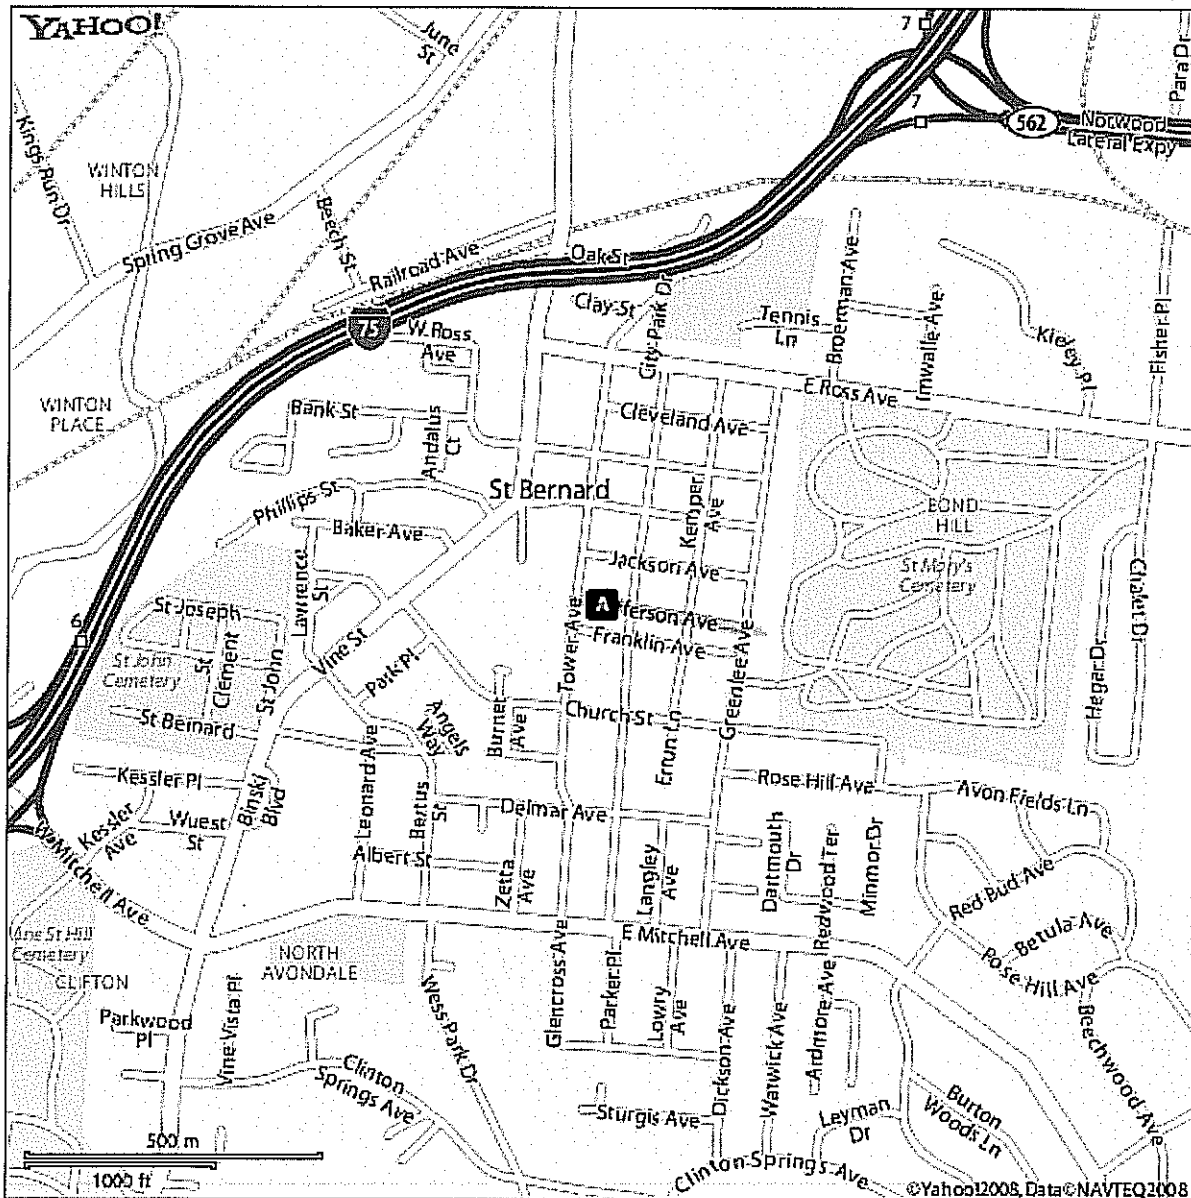 YAHOO!
June
St
7
7
562
Norwood
Lateral Expy
Para Dr
Kings Run Dr
WINTON
HILLS
Spring Grove Ave
Beech St
Railroad Ave
Oak St
Clay St
City Park Dr
Tennis
Ln
Broerman Ave
Imwalle Ave
Kieley Pl
Fisher Pl
75
W Ross
Ave
E Ross Ave
WINTON
PLACE
Bank St
Andalus
Ct
Cleveland Ave
St Bernard
Phillips St
Baker Ave
Kemper
Ave
BOND
HILL
St Mary's
Cemetery
Jackson Ave
Lawrence
St
Chalet Dr
St Joseph
St
A
fferson Ave
Franklin Ave
6
St John
Cemetery
Clement
St John
Vine St
Park Pl
Tower Ave
Greenlee Ave
Hegar Dr
St Bernard
Angels
Way
Burnet
Ave
Church St
Errun Ln
Kessler Pl
Binski
Blvd
Leonard Ave
Bertus
St
Delmar Ave
Rose Hill Ave
Avon Fields Ln
Kessler
Ave
Wuest
St
Albert St
Zetta
Ave
Langley
Ave
Dartmouth
Dr
Redwood Ter
Minmor Dr
Red Bud Ave
W Mitchell Ave
E Mitchell Ave
Betula Ave
Rose Hill Ave
St Hill
Cemetery
CLIFTON
NORTH
AVONDALE
Parkwood
Pl
Vine Vista Pl
Wess Park Dr
Glencross Ave
Parker Pl
Lowry
Ave
Dickson Ave
Warwick Ave
Ardmore Ave
Beechwood Ave
Clinton
Springs Ave
Sturgis Ave
Leyman
Dr
Burton
Woods Ln
Clinton Springs Ave
500 m
1000 ft
©Yahoo!2008, Data©NAVTEQ2008